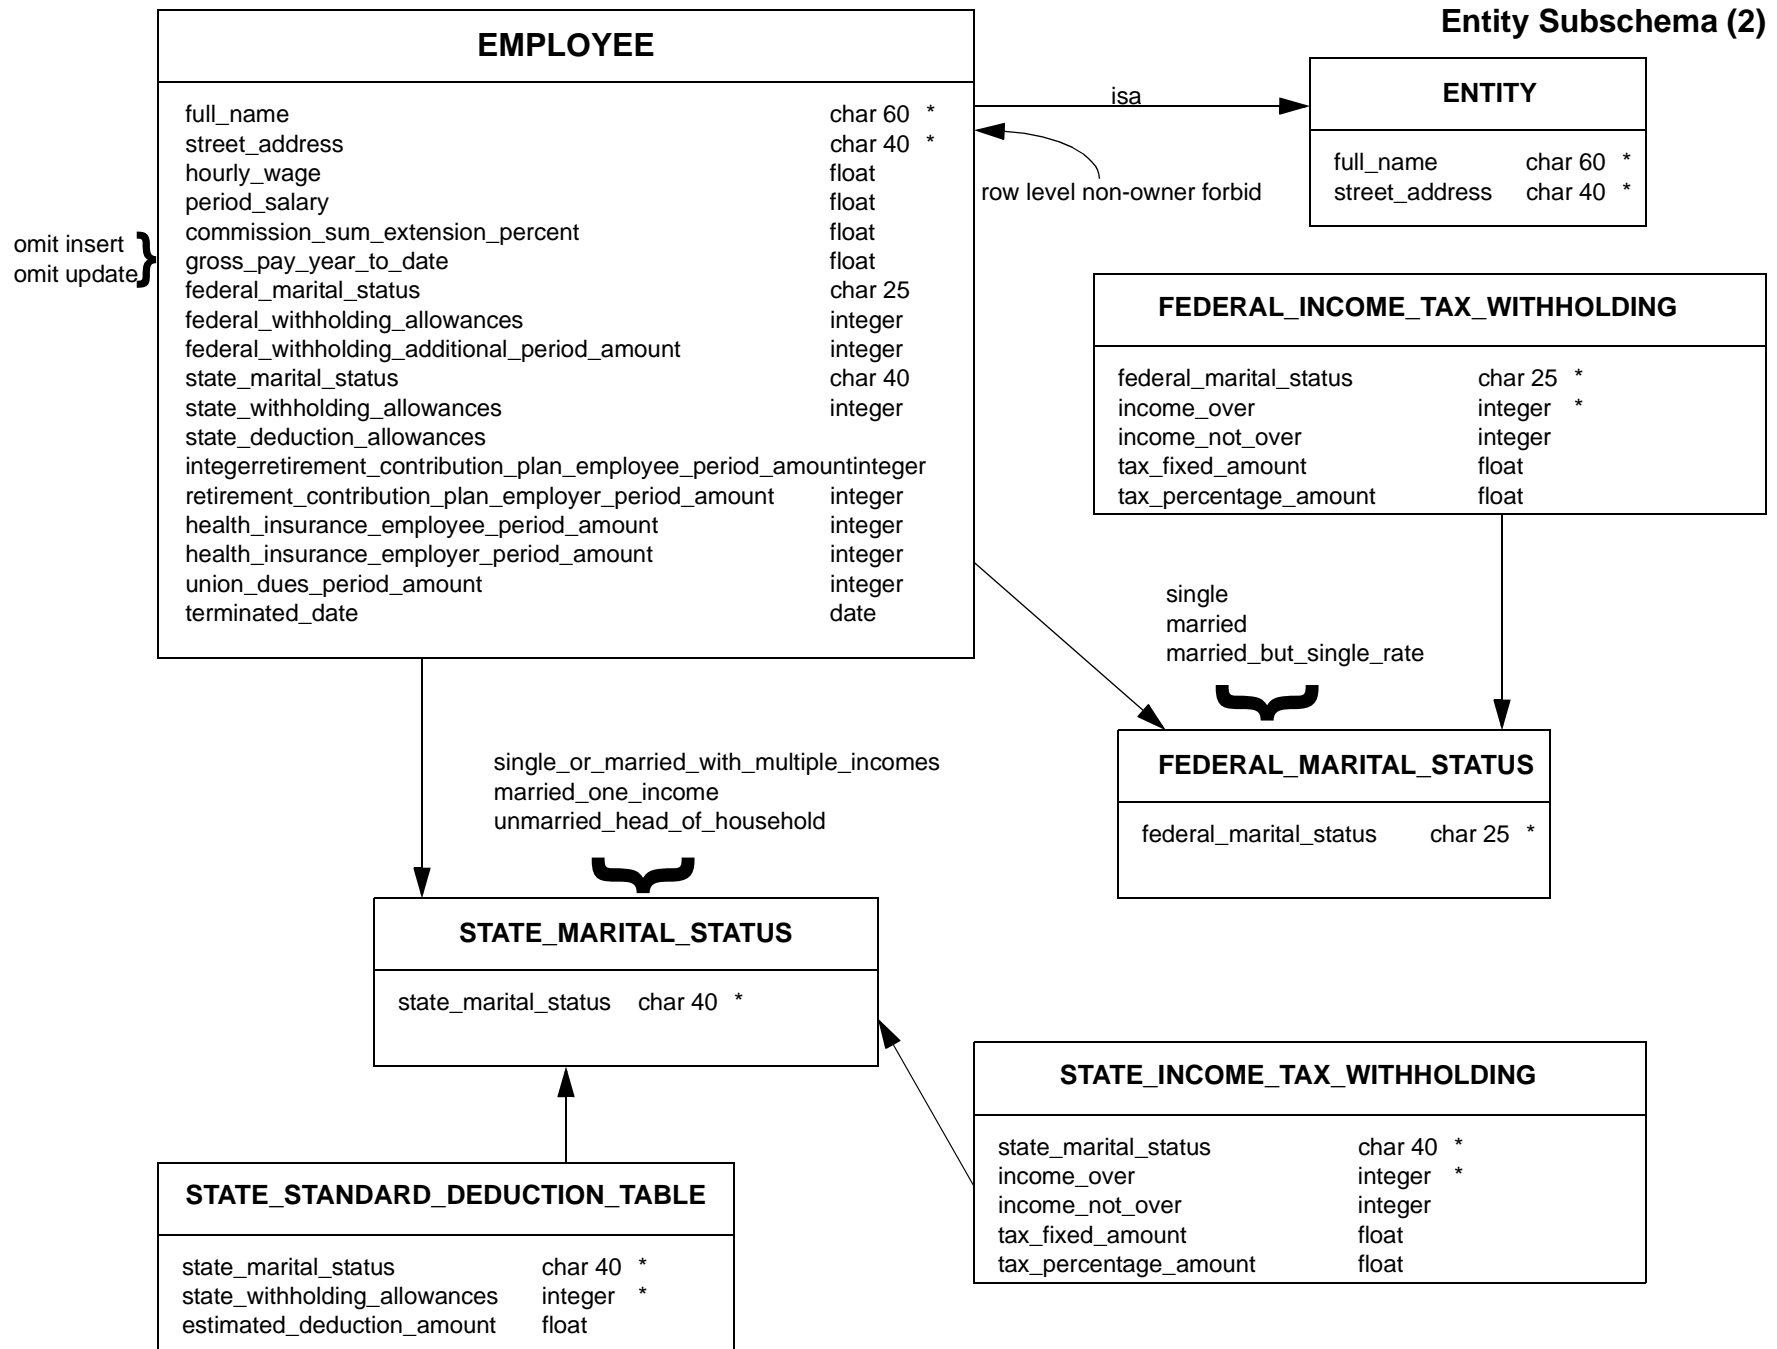 Entity Subschema (2)
EMPLOYEE
full_name char 60 *
street_address char 40 *
hourly_wage float
period_salary float
commission_sum_extension_percent float
gross_pay_year_to_date float
federal_marital_status char 25
federal_withholding_allowances integer
federal_withholding_additional_period_amount integer
state_marital_status char 40
state_withholding_allowances integer
state_deduction_allowances
integerretirement_contribution_plan_employee_period_amountinteger
retirement_contribution_plan_employer_period_amount integer
health_insurance_employee_period_amount integer
health_insurance_employer_period_amount integer
union_dues_period_amount integer
terminated_date date
omit insert }
omit update
isa
row level non-owner forbid
ENTITY
full_name char 60 *
street_address char 40 *
FEDERAL_INCOME_TAX_WITHHOLDING
federal_marital_status char 25 *
income_over integer *
income_not_over integer
tax_fixed_amount float
tax_percentage_amount float
single
married
married_but_single_rate
}
FEDERAL_MARITAL_STATUS
federal_marital_status char 25 *
single_or_married_with_multiple_incomes
married_one_income
unmarried_head_of_household
}
STATE_MARITAL_STATUS
state_marital_status char 40 *
STATE_INCOME_TAX_WITHHOLDING
state_marital_status char 40 *
income_over integer *
income_not_over integer
tax_fixed_amount float
tax_percentage_amount float
STATE_STANDARD_DEDUCTION_TABLE
state_marital_status char 40 *
state_withholding_allowances integer *
estimated_deduction_amount float